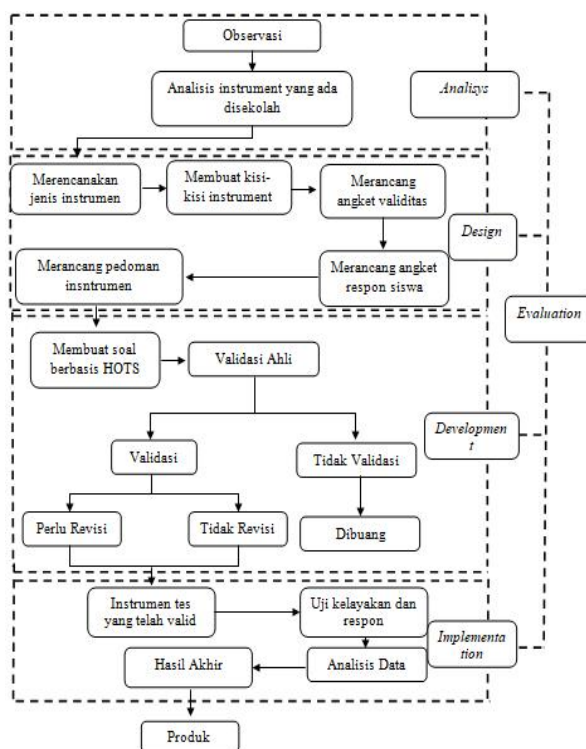 Observasi
Analisis instrument yang ada
disekolah
Analisys
Merencanakan
jenis instrumen
Membuat kisi-
kisi instrument
Merancang
angket validitas
Design
Merancang pedoman
insntrumen
Merancang angket
respon siswa
Evaluation
Membuat soal
berbasis HOTS
Validasi Ahli
Developmen
t
Validasi
Tidak Validasi
Perlu Revisi
Tidak Revisi
Dibuang
Instrumen tes
yang telah valid
Uji kelayakan dan
respon
Implementa
tion
Hasil Akhir
Analisis Data
Produk